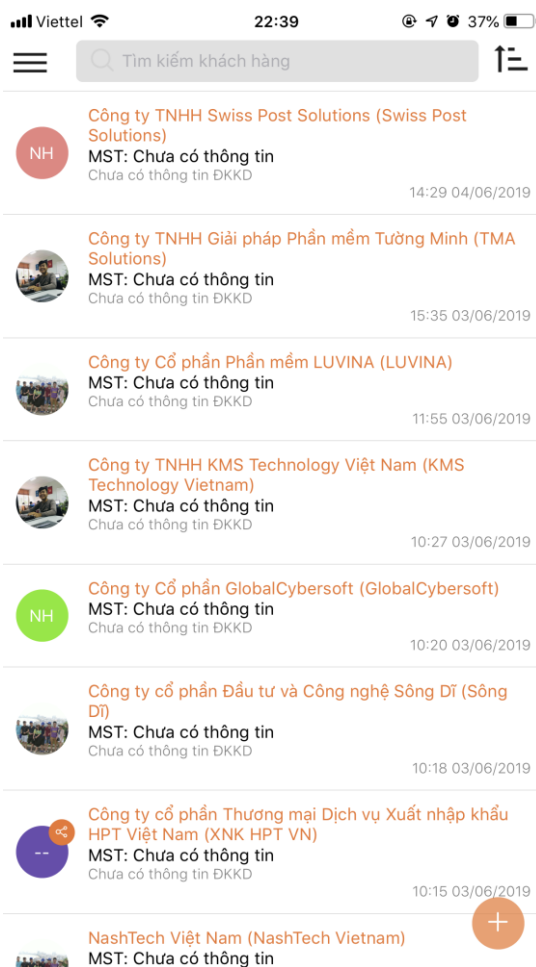 Viettel
22:39
37%
Tìm kiếm khách hàng
Công ty TNHH Swiss Post Solutions (Swiss Post
Solutions)
NH
MST: Chưa có thông tin
Chưa có thông tin ĐKKD
14:29 04/06/2019
Công ty TNHH Giải pháp Phần mềm Tường Minh (TMA
Solutions)
MST: Chưa có thông tin
Chưa có thông tin ĐKKD
15:35 03/06/2019
Công ty Cổ phần Phần mềm LUVINA (LUVINA)
MST: Chưa có thông tin
Chưa có thông tin ĐKKD
11:55 03/06/2019
Công ty TNHH KMS Technology Việt Nam (KMS
Technology Vietnam)
MST: Chưa có thông tin
Chưa có thông tin ĐKKD
10:27 03/06/2019
Công ty Cổ phần GlobalCybersoft (GlobalCybersoft)
NH
MST: Chưa có thông tin
Chưa có thông tin ĐKKD
10:20 03/06/2019
Công ty cổ phần Đầu tư và Công nghệ Sông Dĩ (Sông
Dĩ)
MST: Chưa có thông tin
Chưa có thông tin ĐKKD
10:18 03/06/2019
Công ty cổ phần Thương mại Dịch vụ Xuất nhập khẩu
HPT Việt Nam (XNK HPT VN)
--
MST: Chưa có thông tin
Chưa có thông tin ĐKKD
10:15 03/06/2019
NashTech Việt Nam (NashTech Vietnam)
MST: Chưa có thông tin